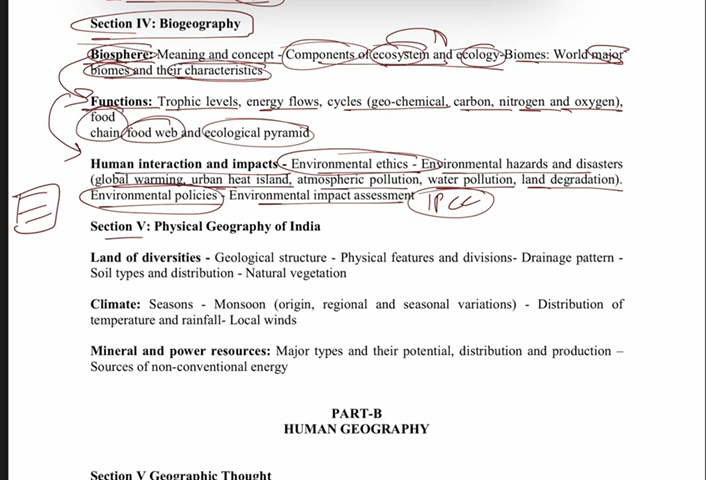 Section IV: Biogeography
Biosphere: Meaning and concept - Components of ecosystem and ecology-Biomes: World major
biomes and their characteristics
Functions: Trophic levels, energy flows, cycles (geo-chemical, carbon, nitrogen and oxygen),
food
chain, food web and ecological pyramid
Human interaction and impacts - Environmental ethics - Environmental hazards and disasters
(global warming, urban heat island, atmospheric pollution, water pollution, land degradation).
Environmental policies - Environmental impact assessment IPCC
Section V: Physical Geography of India
Land of diversities - Geological structure - Physical features and divisions- Drainage pattern -
Soil types and distribution - Natural vegetation
Climate: Seasons - Monsoon (origin, regional and seasonal variations) - Distribution of
temperature and rainfall- Local winds
Mineral and power resources: Major types and their potential, distribution and production –
Sources of non-conventional energy
PART-B
HUMAN GEOGRAPHY
Section V Geographic Thought